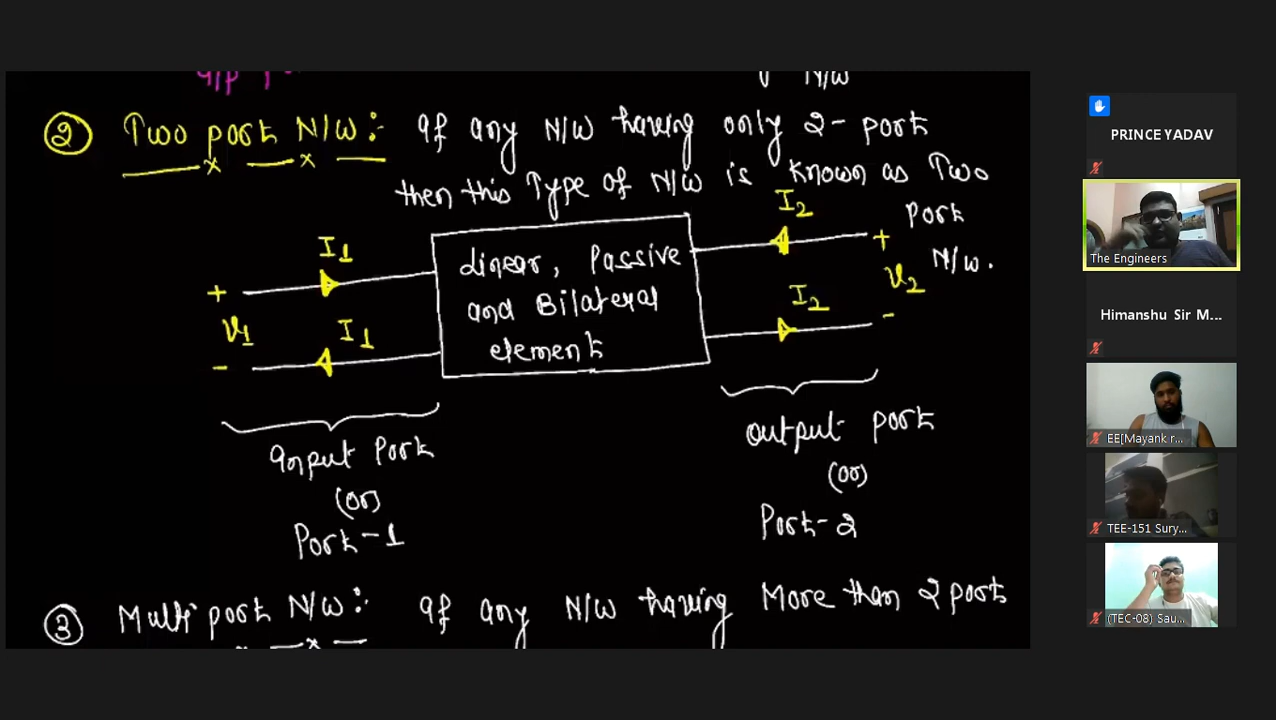 N/W
② Two port N/W:- If any N/W having only 2-port
then this Type of N/W is known as Two
Port
N/W.
I1
I2
+
V1
-
I1
Linear, Passive
and Bilateral
element
+
V2
-
I2
Input Port
(or)
Port-1
output port
(or)
Port-2
③ Multi port N/W:- If any N/W having More than 2 port
PRINCE YADAV
The Engineers
Himanshu Sir M...
EE[Mayank r...
TEE-151 Sury...
(TEC-08) Sau...